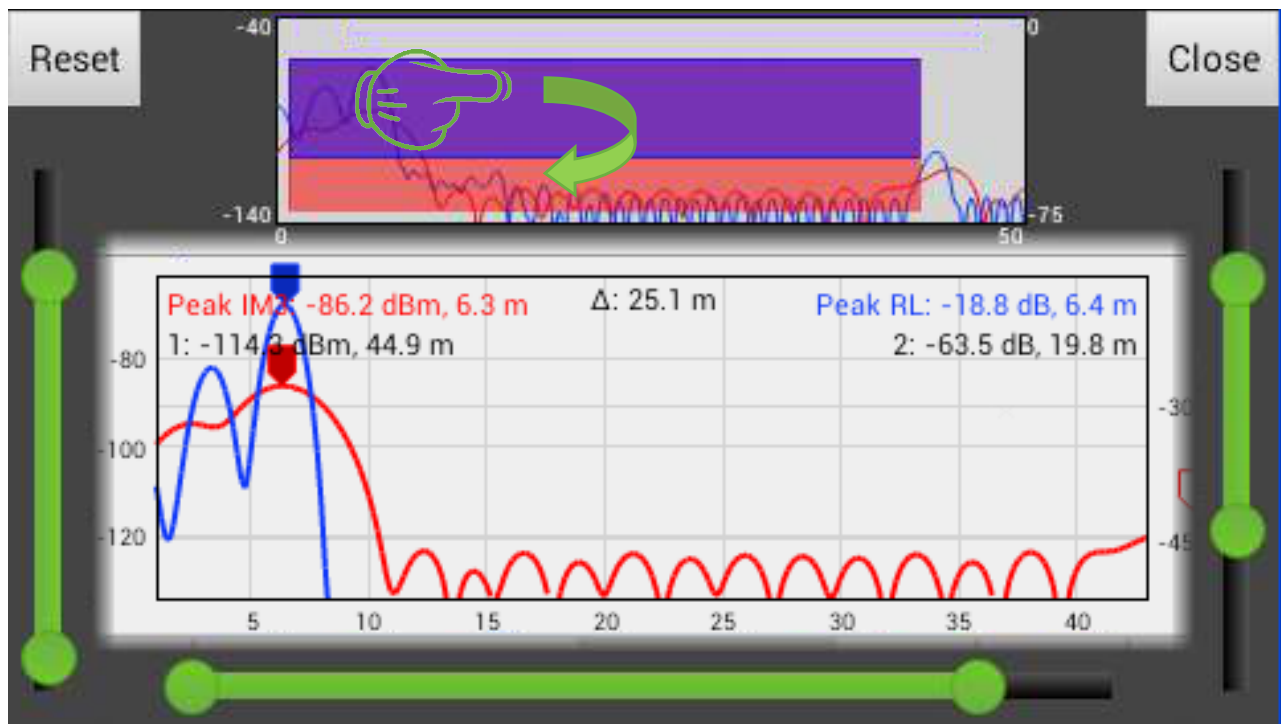 Reset
-40
0
Close
-140
-75
0
50
Peak IM3: -86.2 dBm, 6.3 m
Δ: 25.1 m
Peak RL: -18.8 dB, 6.4 m
1: -114.3 dBm, 44.9 m
2: -63.5 dB, 19.8 m
-80
-30
-100
-120
-45
5
10
15
20
25
30
35
40